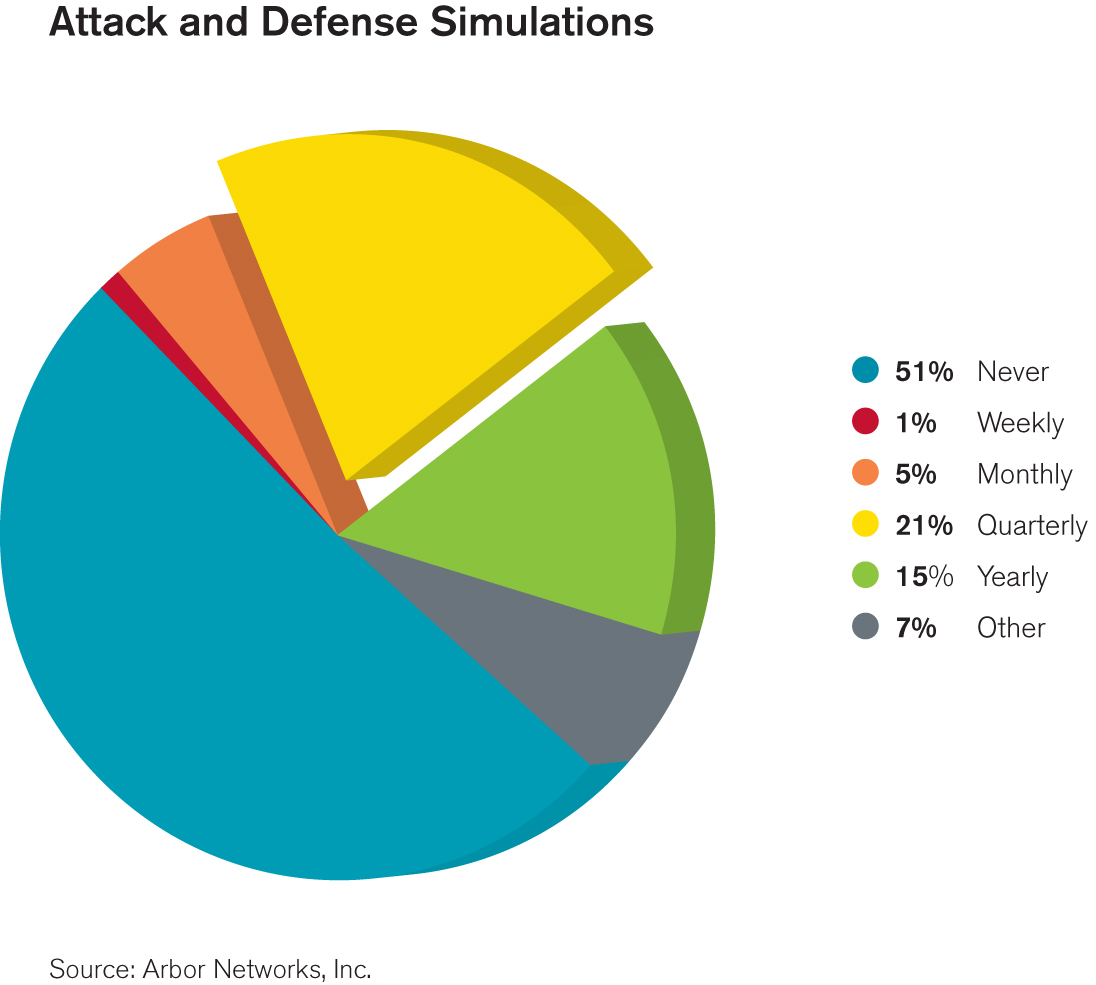 Attack and Defense Simulations
51% Never
1% Weekly
5% Monthly
21% Quarterly
15% Yearly
7% Other
Source: Arbor Networks, Inc.